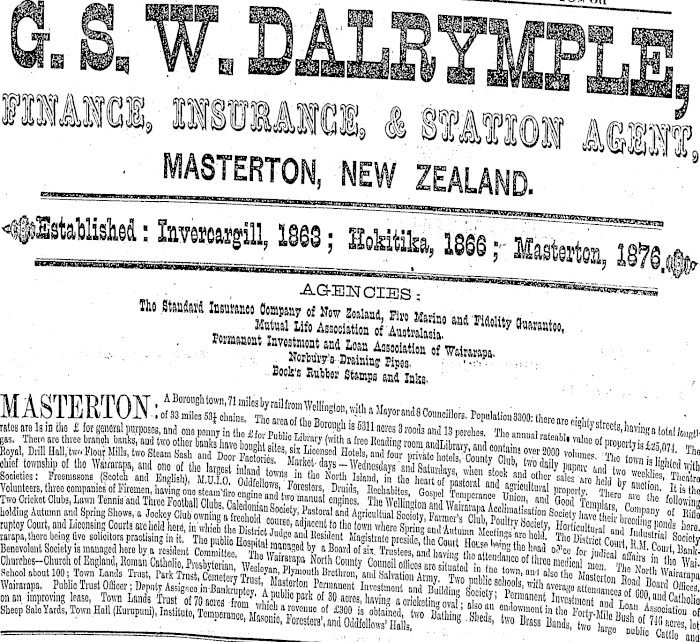 G. S. W. DALRYMPLE,
FINANCE, INSURANCE, & STATION AGENT,
MASTERTON, NEW ZEALAND.
Established : Invercargill, 1863 ; Hokitika, 1866 ; Masterton, 1876.
AGENCIES :
The Standard Insurance Company of New Zealand, Fire Marine and Fidelity Guarantee,
Mutual Life Association of Australasia.
Permanent Investment and Loan Association of Wairarapa.
Norbury's Draining Pipes.
Bock's Rubber Stamps and Inks.
MASTERTON : A Borough town, 71 miles by rail from Wellington, with a Mayor and 8 Councillors. Population 3300: there are eighty streets, having a total length
of 33 miles 53½ chains. The area of the Borough is 5311 acres 3 roods and 13 perches. The annual rateable value of property is £25,074. The
rates are 1s in the £ for general purposes, and one penny in the £ for Public Library (with a free Reading room and Library, and contains over 2000 volumes. The town is lighted with
gas. There are three branch banks, and two other banks have bought sites, six Licensed Hotels, and four private hotels, County Club, two daily papers and two weeklies, Theatre
Royal, Drill Hall, two Flour Mills, two Steam Sash and Door Factories. Market days — Wednesdays and Saturdays, when stock and other sales are held by auction. It is the
chief township of the Wairarapa, and one of the largest inland towns in the North Island, in the heart of pastoral and agricultural property. There are the following
Societies : Freemasons (Scotch and English), M.U.I.O. Oddfellows, Foresters, Druids, Rechabites, Gospel Temperance Union, and Good Templars, Company of Rifle
Volunteers, two companies of Firemen, having one steam fire engine and two manual engines. The Wellington and Wairarapa Acclimatisation Society have their breeding ponds here.
Two Cricket Clubs, Lawn Tennis and Three Football Clubs, Caledonian Society, Pastoral and Agricultural Society, Farmer's Club, Poultry Society, Horticultural and Industrial Society
holding Autumn and Spring Shows, a Jockey Club owning a freehold course, adjacent to the town where Spring and Autumn Meetings are held. The District Court, R.M. Court, Bank-
ruptcy Court, and Licensing Courts are held here, in which the District Judge and Resident Magistrate preside, the Court House being the head office for judicial affairs in the Wai-
rarapa, there being five solicitors practising in it. The public Hospital managed by a Board of six Trustees, and having the attendance of three medical men. The North Wairarapa
Benevolent Society is managed here by a resident Committee. The Wairarapa North County Council offices are situated in the town, and also the Masterton Road Board Offices.
Churches—Church of England, Roman Catholic, Presbyterian, Wesleyan, Plymouth Brethren, and Salvation Army. Two public schools, with average attendances of 600, and Catholic
School about 100 ; Town Lands Trust, Park Trust, Cemetery Trust, Masterton Permanent Investment and Building Society; Permanent Investment and Loan Association of
Wairarapa. Public Trust Officer ; Deputy Assignee in Bankruptcy. A public park of 30 acres, having a cricketing oval ; also an endowment in the Forty-Mile Bush of 746 acres, let
on an improving lease, Town Lands Trust of 70 acres from which a revenue of £300 is obtained, two Bathing Sheds, two Brass Bands, two large public Cattle and
Sheep Sale Yards, Town Hall (Kurupuni), Institute, Temperance, Masonic, Foresters', and Oddfellows' Halls,